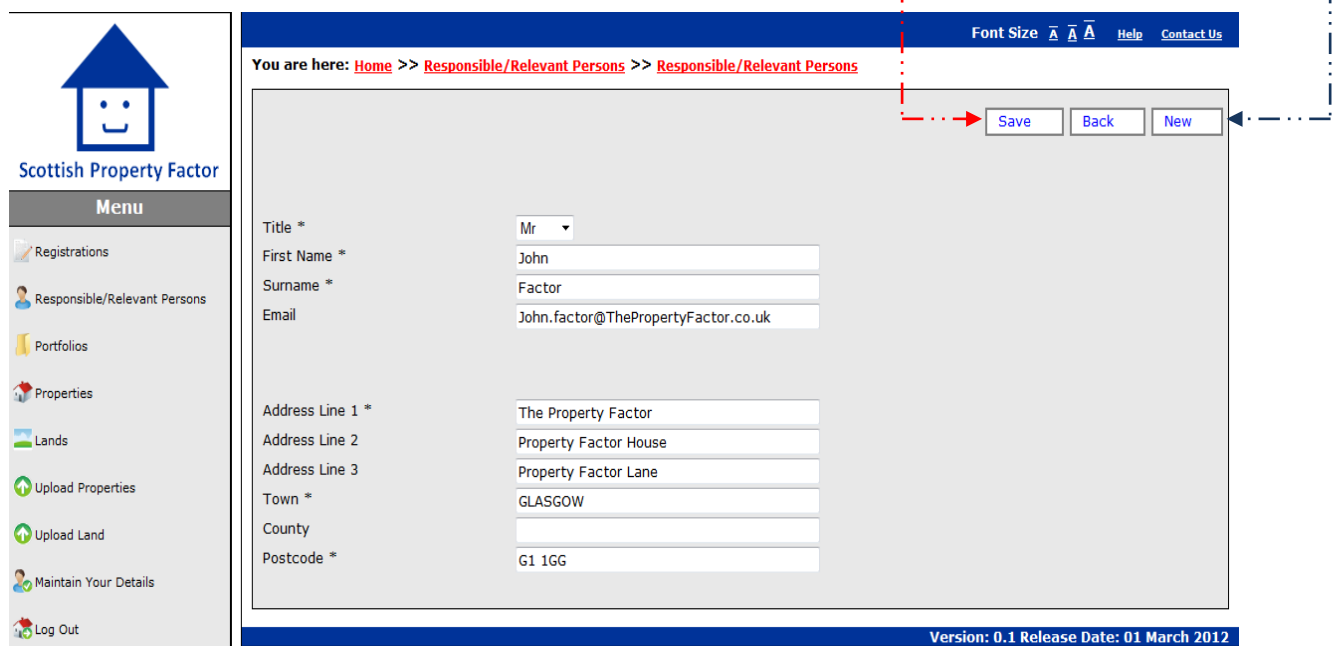 Font Size A A A Help Contact Us
You are here: Home >> Responsible/Relevant Persons >> Responsible/Relevant Persons
Save Back New
Scottish Property Factor
Menu
Registrations
Responsible/Relevant Persons
Portfolios
Properties
Lands
Upload Properties
Upload Land
Maintain Your Details
Log Out
Title * Mr
First Name * John
Surname * Factor
Email John.factor@ThePropertyFactor.co.uk
Address Line 1 * The Property Factor
Address Line 2 Property Factor House
Address Line 3 Property Factor Lane
Town * GLASGOW
County
Postcode * G1 1GG
Version: 0.1 Release Date: 01 March 2012